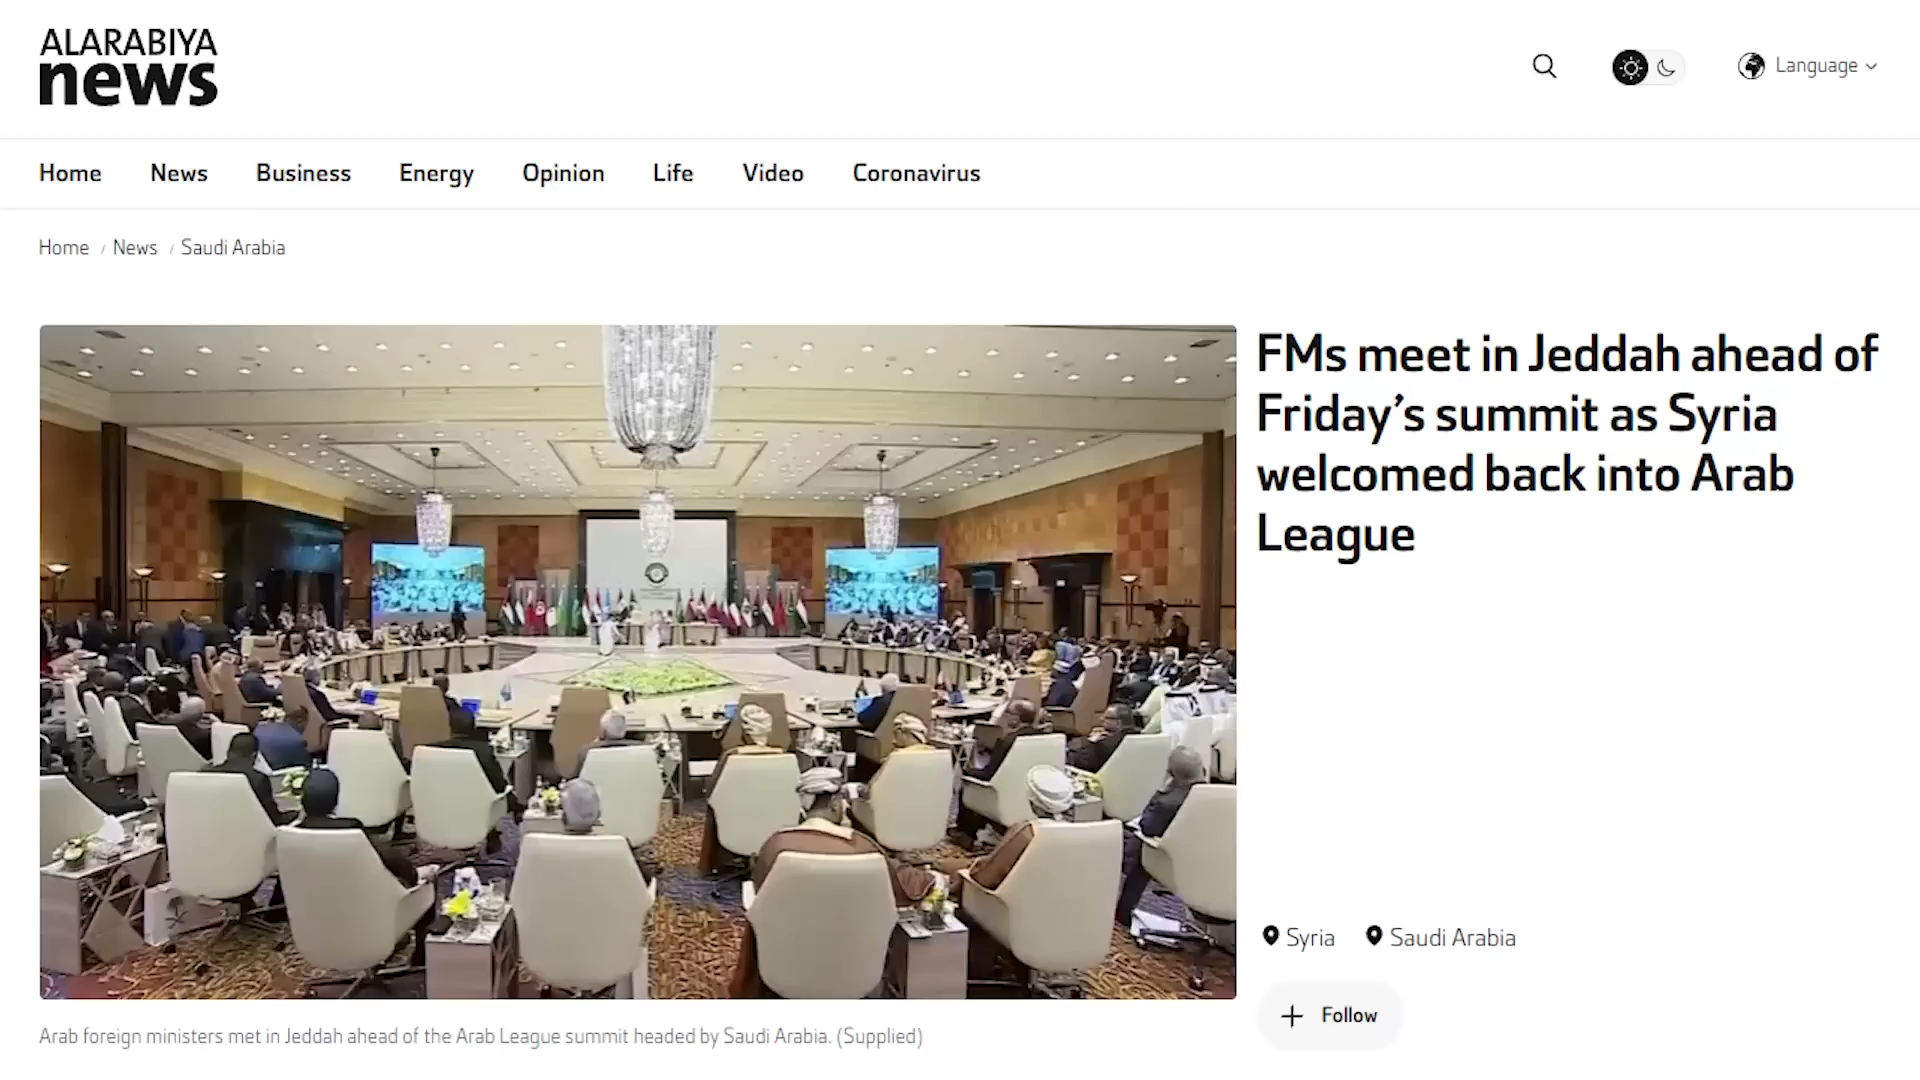 ALARABIYA
news
Language
Home News Business Energy Opinion Life Video Coronavirus
Home / News / Saudi Arabia
FMs meet in Jeddah ahead of
Friday’s summit as Syria
welcomed back into Arab
League
Syria Saudi Arabia
+ Follow
Arab foreign ministers met in Jeddah ahead of the Arab League summit headed by Saudi Arabia. (Supplied)